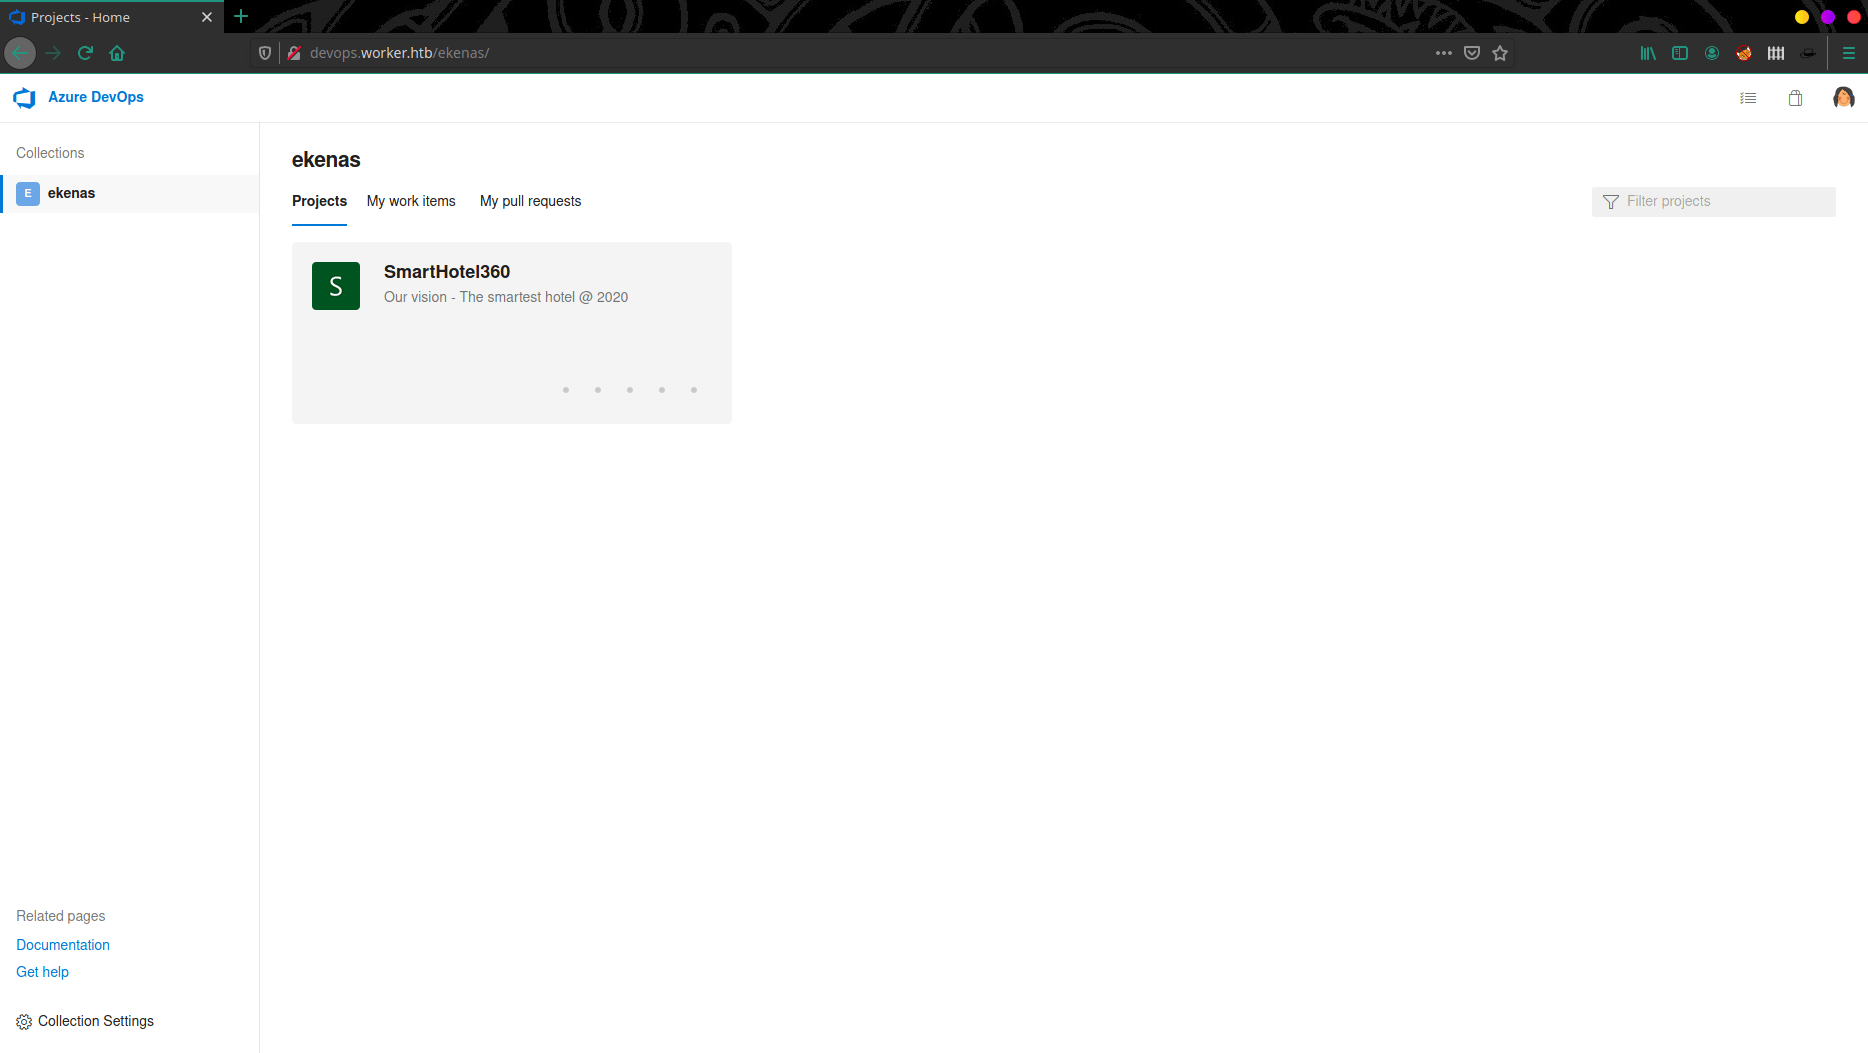 Projects - Home
devops.worker.htb/ekenas/
Azure DevOps
Collections
E ekenas
ekenas
Projects My work items My pull requests
Filter projects
S
SmartHotel360
Our vision - The smartest hotel @ 2020
Related pages
Documentation
Get help
Collection Settings